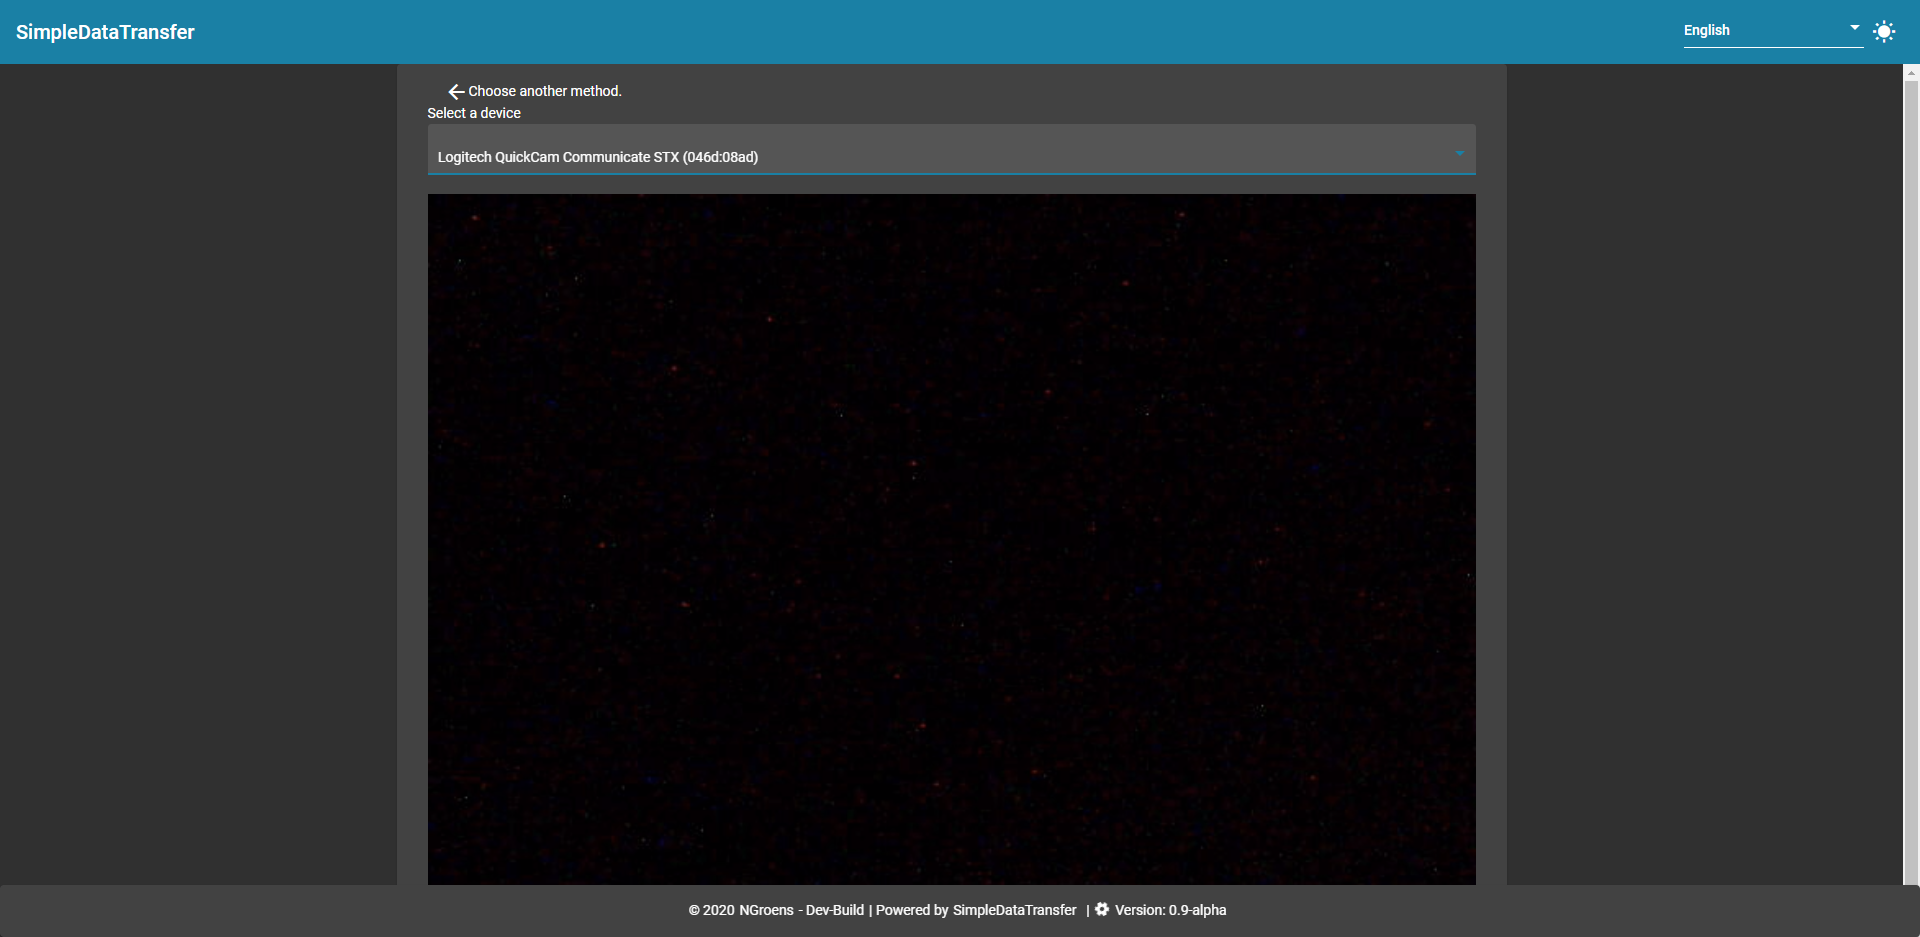 SimpleDataTransfer
English
Choose another method.
Select a device
Logitech QuickCam Communicate STX (046d:08ad)
© 2020 NGroens - Dev-Build | Powered by SimpleDataTransfer | Version: 0.9-alpha